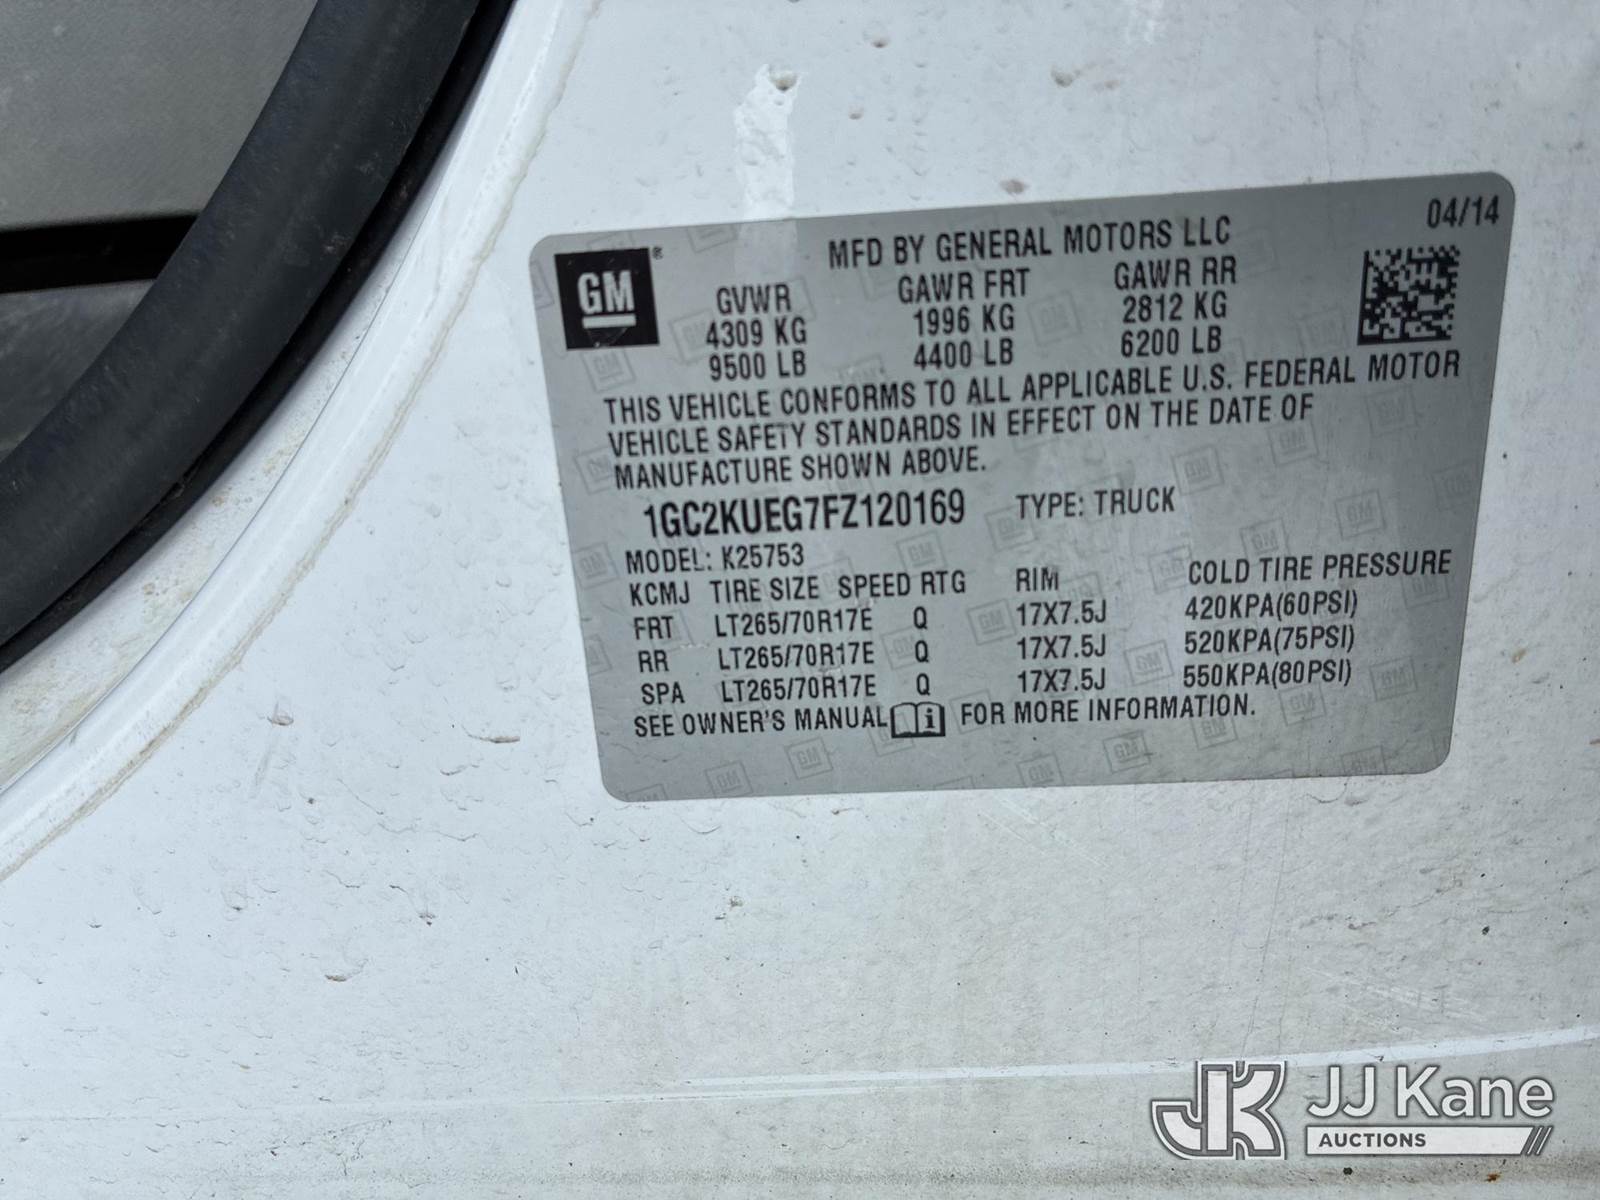 04/14
GM®
MFD BY GENERAL MOTORS LLC
GVWR GAWR FRT GAWR RR
4309 KG 1996 KG 2812 KG
9500 LB 4400 LB 6200 LB
THIS VEHICLE CONFORMS TO ALL APPLICABLE U.S. FEDERAL MOTOR
VEHICLE SAFETY STANDARDS IN EFFECT ON THE DATE OF
MANUFACTURE SHOWN ABOVE.
1GC2KUEG7FZ120169 TYPE: TRUCK
MODEL: K25753
KCMJ TIRE SIZE SPEED RTG RIM COLD TIRE PRESSURE
FRT LT265/70R17E Q 17X7.5J 420KPA(60PSI)
RR LT265/70R17E Q 17X7.5J 520KPA(75PSI)
SPA LT265/70R17E Q 17X7.5J 550KPA(80PSI)
SEE OWNER'S MANUAL i FOR MORE INFORMATION.
JK JJ Kane
AUCTIONS